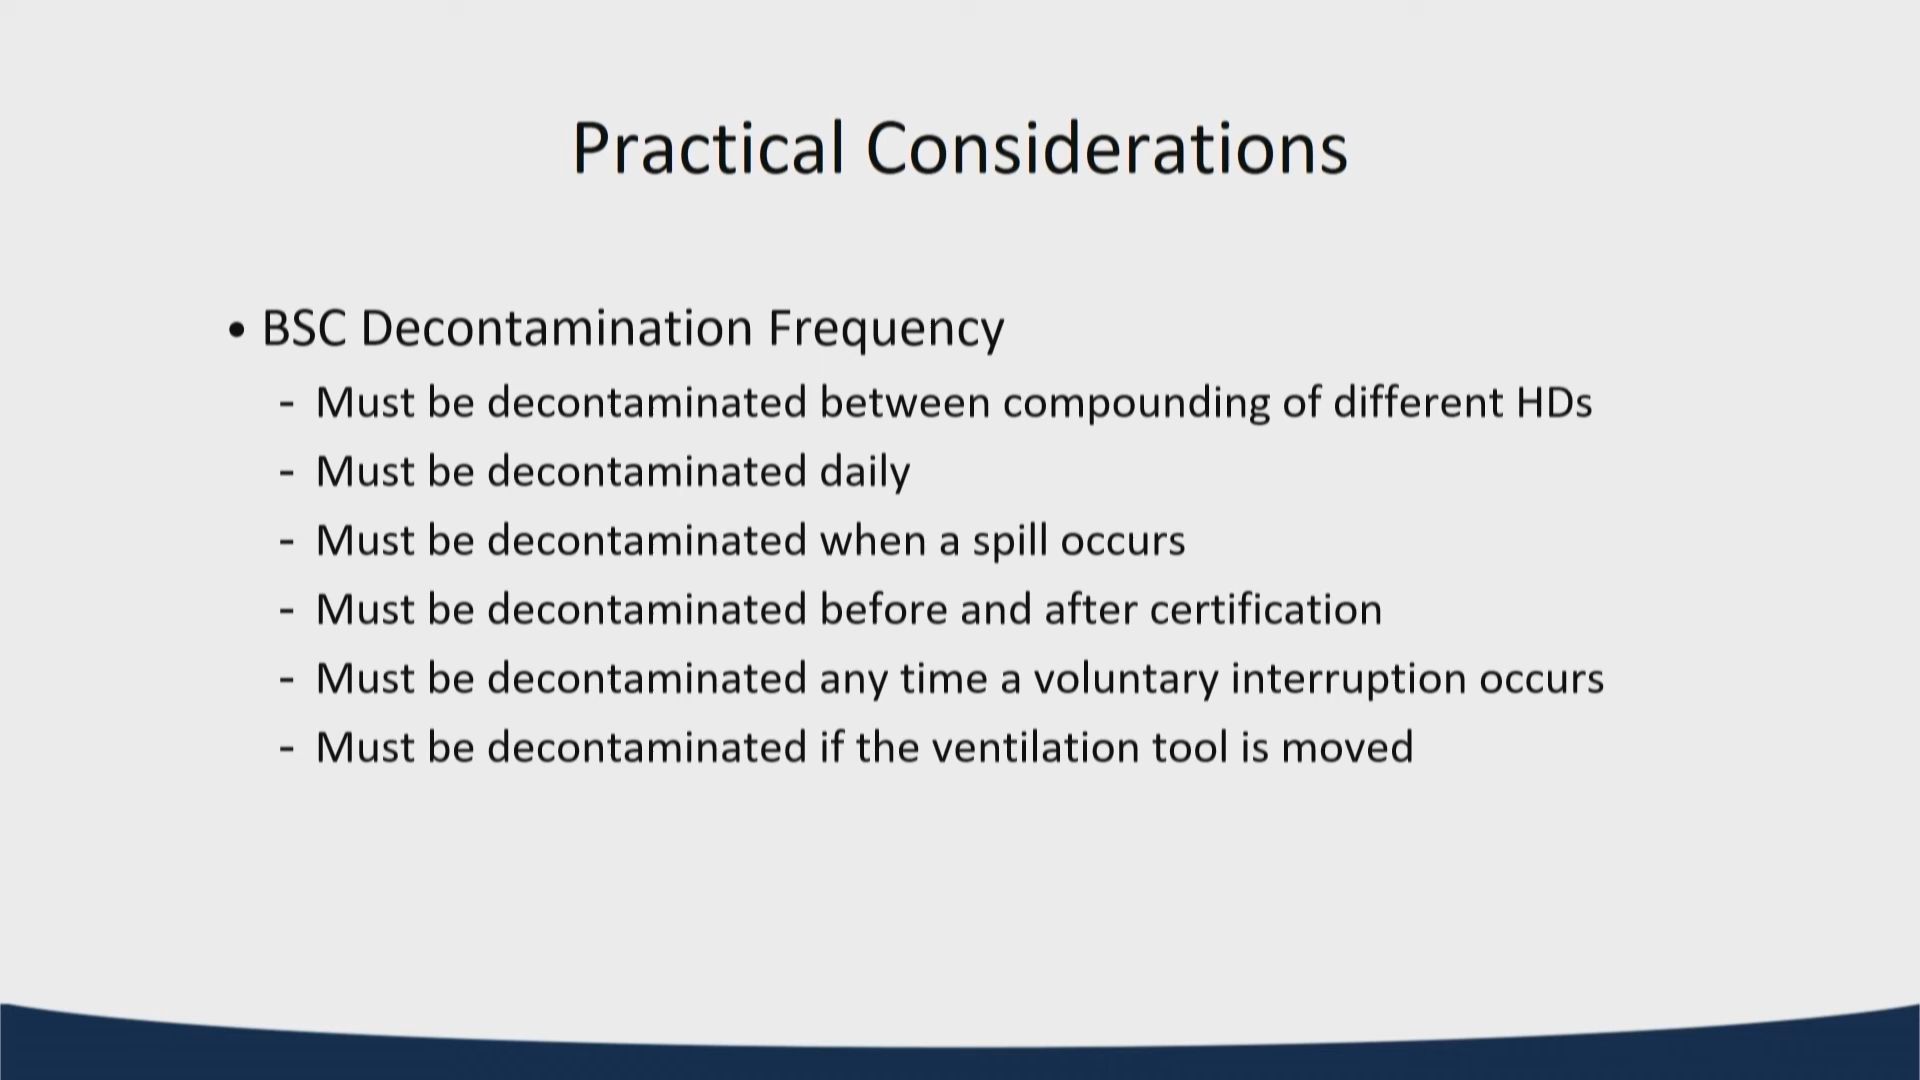 Practical Considerations
• BSC Decontamination Frequency
- Must be decontaminated between compounding of different HDs
- Must be decontaminated daily
- Must be decontaminated when a spill occurs
- Must be decontaminated before and after certification
- Must be decontaminated any time a voluntary interruption occurs
- Must be decontaminated if the ventilation tool is moved